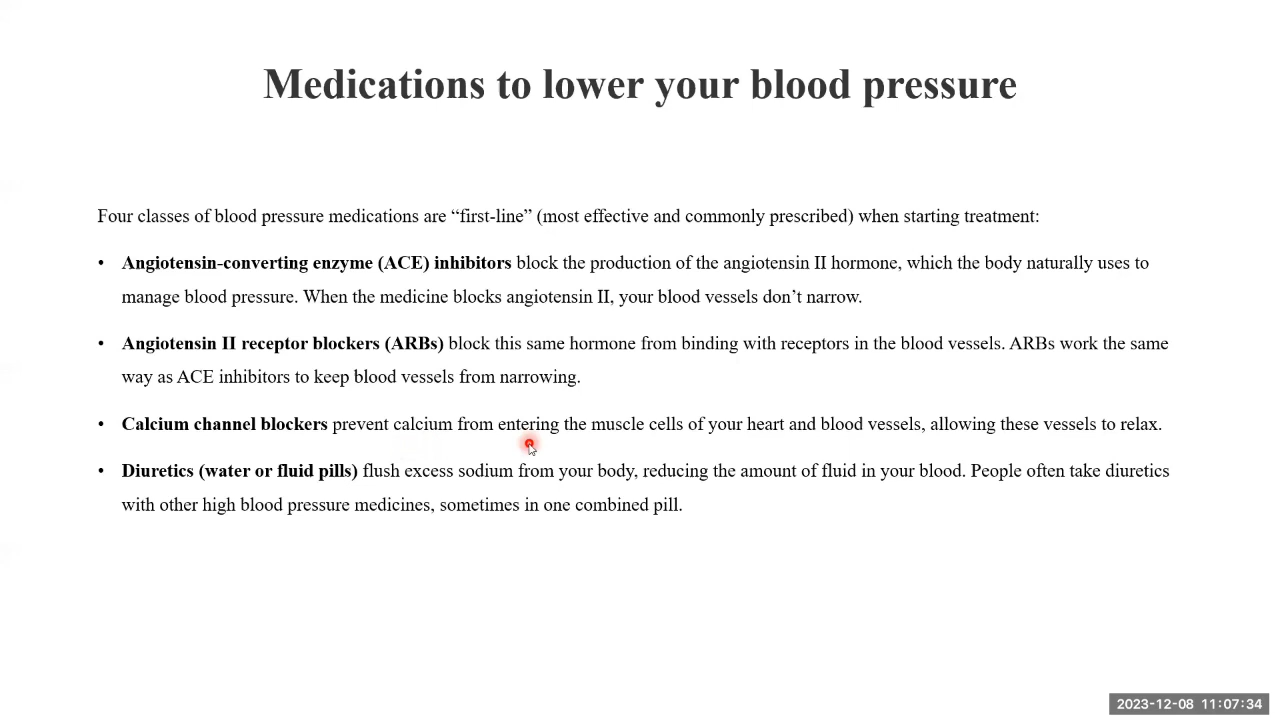 Medications to lower your blood pressure
Four classes of blood pressure medications are “first-line” (most effective and commonly prescribed) when starting treatment:
• Angiotensin-converting enzyme (ACE) inhibitors block the production of the angiotensin II hormone, which the body naturally uses to
manage blood pressure. When the medicine blocks angiotensin II, your blood vessels don’t narrow.
• Angiotensin II receptor blockers (ARBs) block this same hormone from binding with receptors in the blood vessels. ARBs work the same
way as ACE inhibitors to keep blood vessels from narrowing.
• Calcium channel blockers prevent calcium from entering the muscle cells of your heart and blood vessels, allowing these vessels to relax.
• Diuretics (water or fluid pills) flush excess sodium from your body, reducing the amount of fluid in your blood. People often take diuretics
with other high blood pressure medicines, sometimes in one combined pill.
2023-12-08 11:07:34